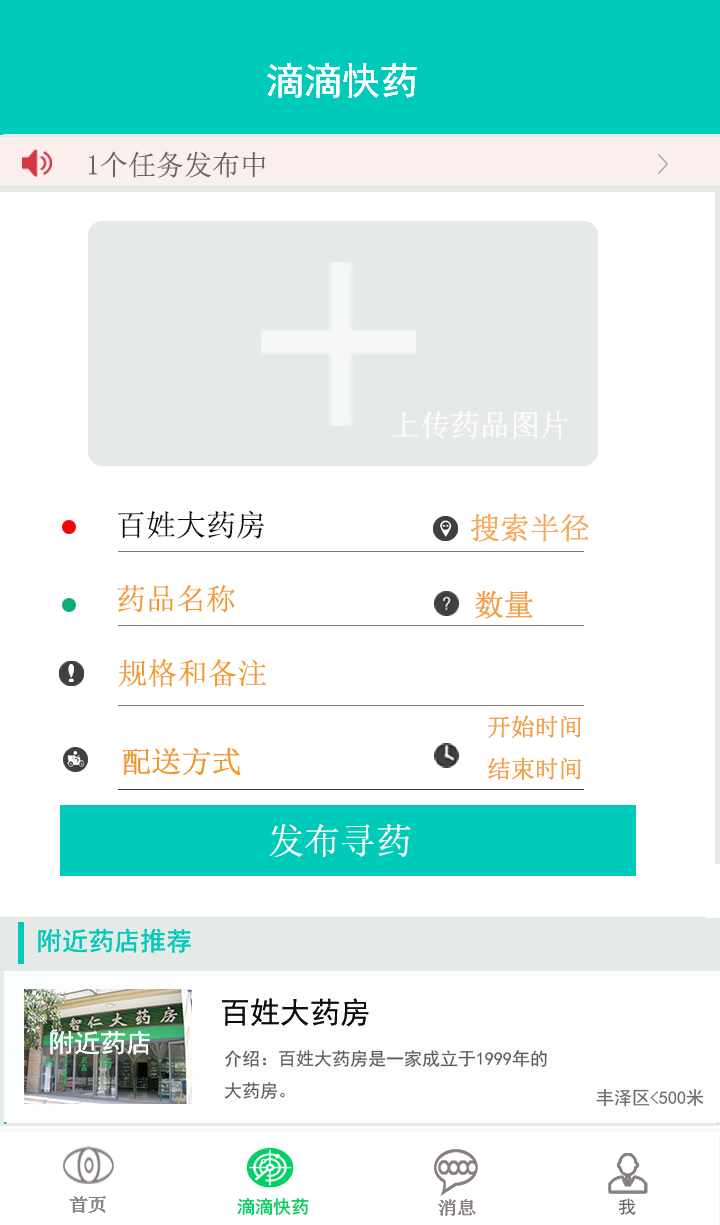 滴滴快药
1个任务发布中
上传药品图片
百姓大药房 搜索半径
药品名称 ? 数量
规格和备注
开始时间
配送方式
结束时间
发布寻药
附近药店推荐
智仁大药房
附近药店
百姓大药房
介绍：百姓大药房是一家成立于1999年的
大药房。
丰泽区<500米
首页 滴滴快药 消息 我